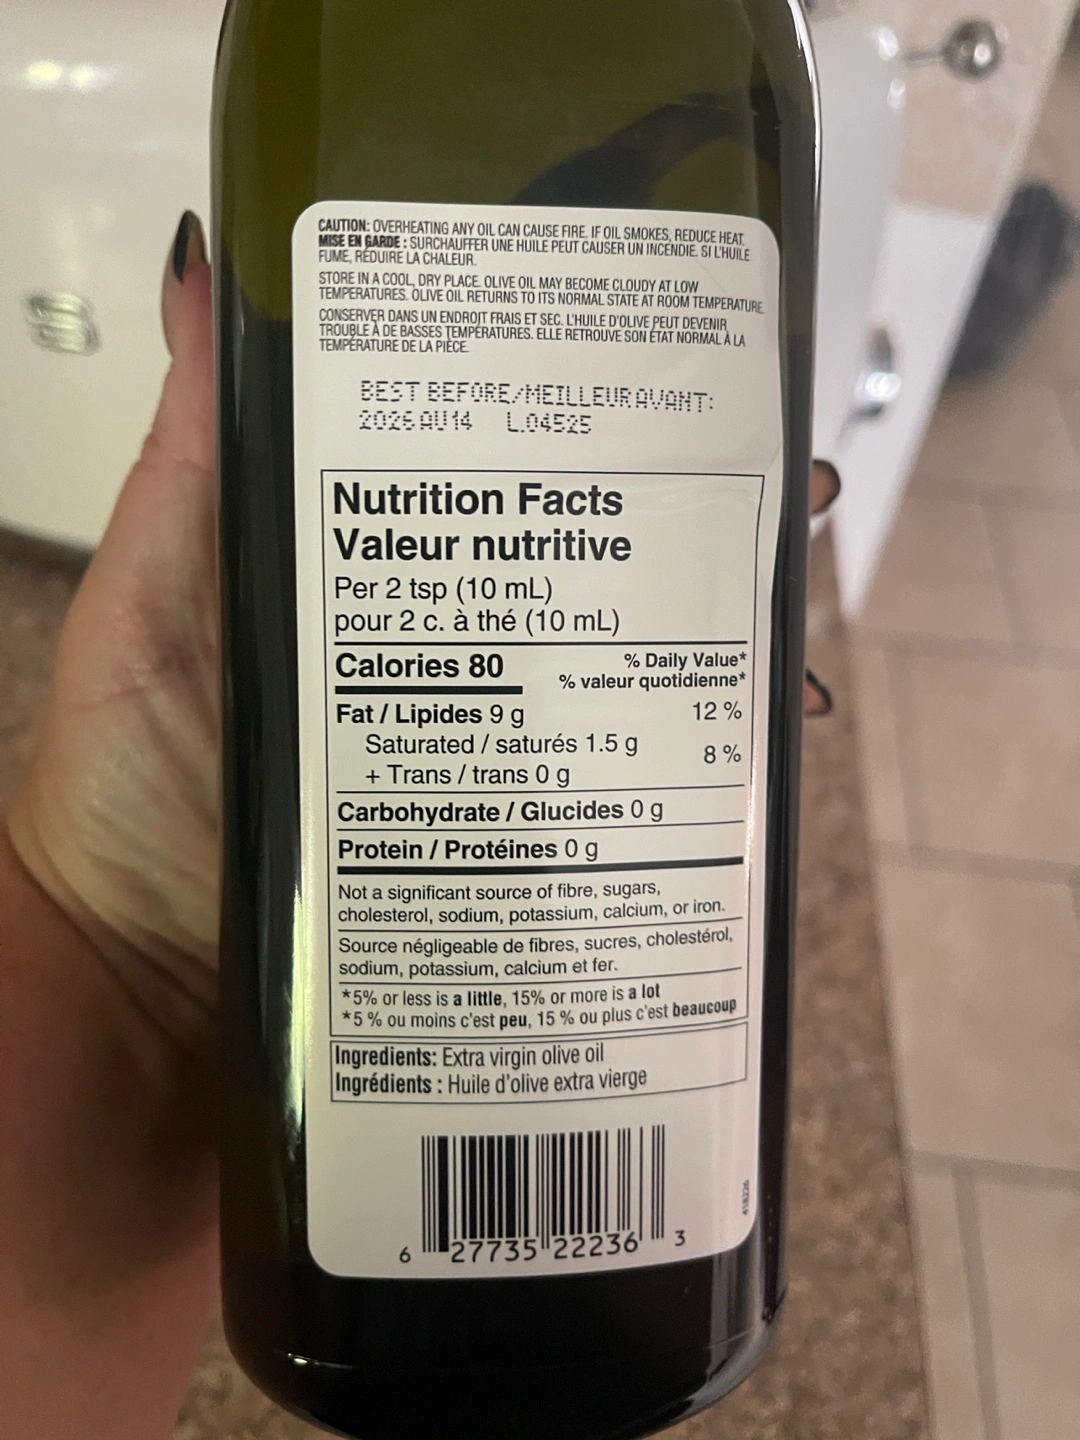 CAUTION: OVERHEATING ANY OIL CAN CAUSE FIRE. IF OIL SMOKES, REDUCE HEAT.
MISE EN GARDE : SURCHAUFFER UNE HUILE PEUT CAUSER UN INCENDIE. SI L'HUILE
FUME, RÉDUIRE LA CHALEUR.
STORE IN A COOL, DRY PLACE. OLIVE OIL MAY BECOME CLOUDY AT LOW
TEMPERATURES. OLIVE OIL RETURNS TO ITS NORMAL STATE AT ROOM TEMPERATURE.
CONSERVER DANS UN ENDROIT FRAIS ET SEC. L'HUILE D'OLIVE PEUT DEVENIR
TROUBLE À DE BASSES TEMPÉRATURES. ELLE RETROUVE SON ÉTAT NORMAL À LA
TEMPÉRATURE DE LA PIÈCE.
BEST BEFORE/MEILLEUR AVANT:
2026 AU 14 L.04525
Nutrition Facts
Valeur nutritive
Per 2 tsp (10 mL)
pour 2 c. à thé (10 mL)
Calories 80
% Daily Value*
% valeur quotidienne*
Fat / Lipides 9 g 12 %
Saturated / saturés 1.5 g
+ Trans / trans 0 g 8 %
Carbohydrate / Glucides 0 g
Protein / Protéines 0 g
Not a significant source of fibre, sugars,
cholesterol, sodium, potassium, calcium, or iron.
Source négligeable de fibres, sucres, cholestérol,
sodium, potassium, calcium et fer.
*5% or less is a little, 15% or more is a lot
*5 % ou moins c'est peu, 15 % ou plus c'est beaucoup
Ingredients: Extra virgin olive oil
Ingrédients : Huile d'olive extra vierge
6 27735 22236 3